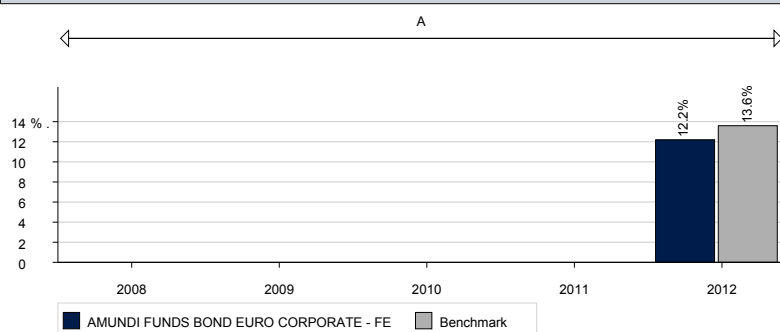 A
12.2%
13.6%
14 % .
12
10
8
6
4
2
0
2008 2009 2010 2011 2012
AMUNDI FUNDS BOND EURO CORPORATE - FE Benchmark